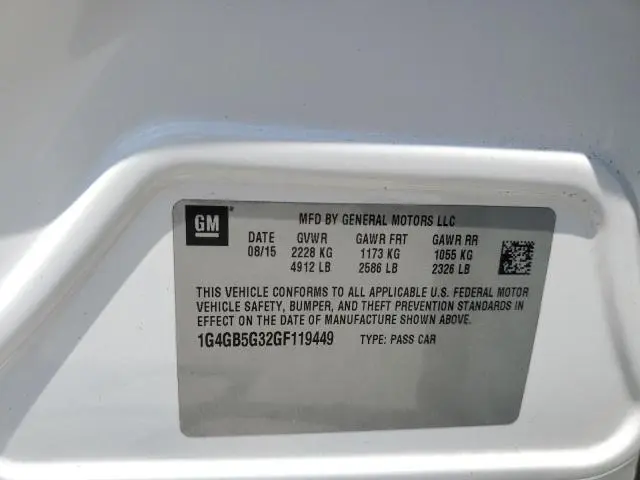 GM
MFD BY GENERAL MOTORS LLC
DATE GVWR GAWR FRT GAWR RR
08/15 2228 KG 1173 KG 1055 KG
4912 LB 2586 LB 2326 LB
THIS VEHICLE CONFORMS TO ALL APPLICABLE U.S. FEDERAL MOTOR
VEHICLE SAFETY, BUMPER, AND THEFT PREVENTION STANDARDS IN
EFFECT ON THE DATE OF MANUFACTURE SHOWN ABOVE.
1G4GB5G32GF119449 TYPE: PASS CAR